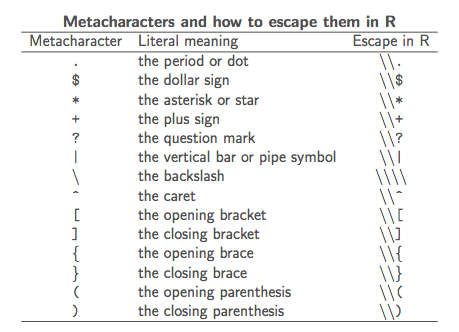 Metacharacters and how to escape them in R
Metacharacter Literal meaning Escape in R
. the period or dot \\.
$ the dollar sign \\$
* the asterisk or star \\*
+ the plus sign \\+
? the question mark \\?
| the vertical bar or pipe symbol \\|
\ the backslash \\\\
^ the caret \\^
[ the opening bracket \\[
] the closing bracket \\]
{ the opening brace \\{
} the closing brace \\}
( the opening parenthesis \\(
) the closing parenthesis \\)